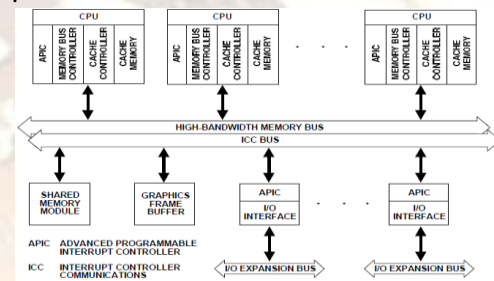 CPU
CPU
CPU
APIC
MEMORY BUS
CONTROLLER
CACHE
CONTROLLER
CACHE
MEMORY
APIC
MEMORY BUS
CONTROLLER
CACHE
CONTROLLER
CACHE
MEMORY
. . .
APIC
MEMORY BUS
CONTROLLER
CACHE
CONTROLLER
CACHE
MEMORY
HIGH-BANDWIDTH MEMORY BUS
ICC BUS
SHARED
MEMORY
MODULE
GRAPHICS
FRAME
BUFFER
APIC
I/O
INTERFACE
. . .
APIC
I/O
INTERFACE
APIC ADVANCED PROGRAMMABLE
INTERRUPT CONTROLLER
ICC INTERRUPT CONTROLLER
COMMUNICATIONS
I/O EXPANSION BUS
I/O EXPANSION BUS